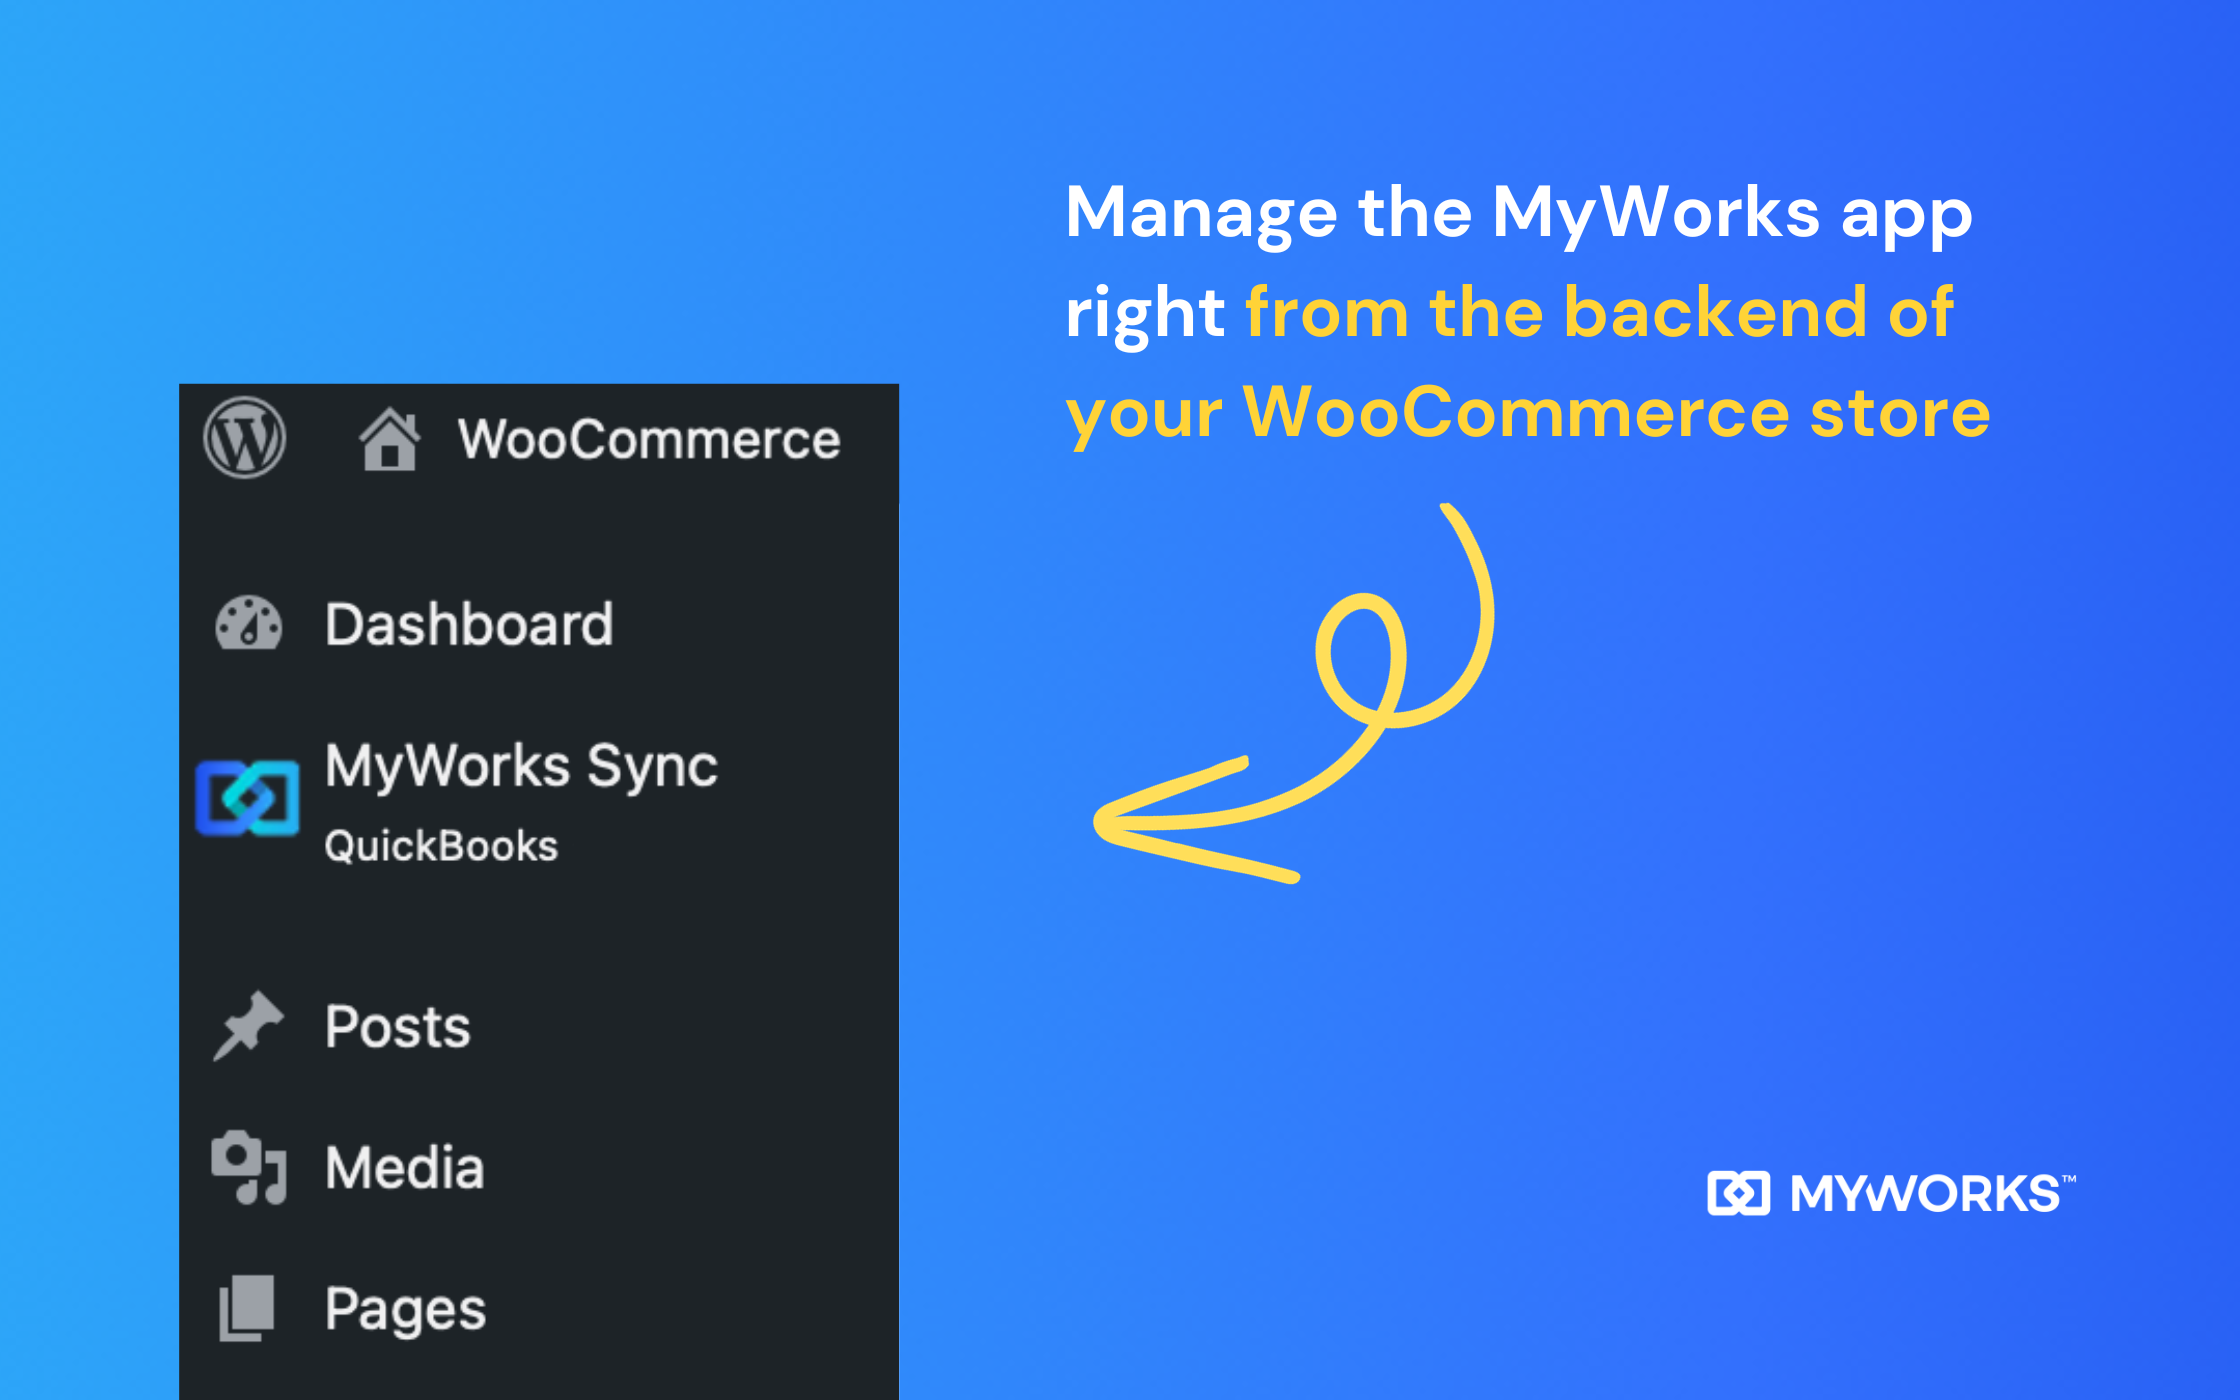 Manage the MyWorks app
right from the backend of
your WooCommerce store
WooCommerce
Dashboard
MyWorks Sync
QuickBooks
Posts
Media
Pages
MYWORKS™